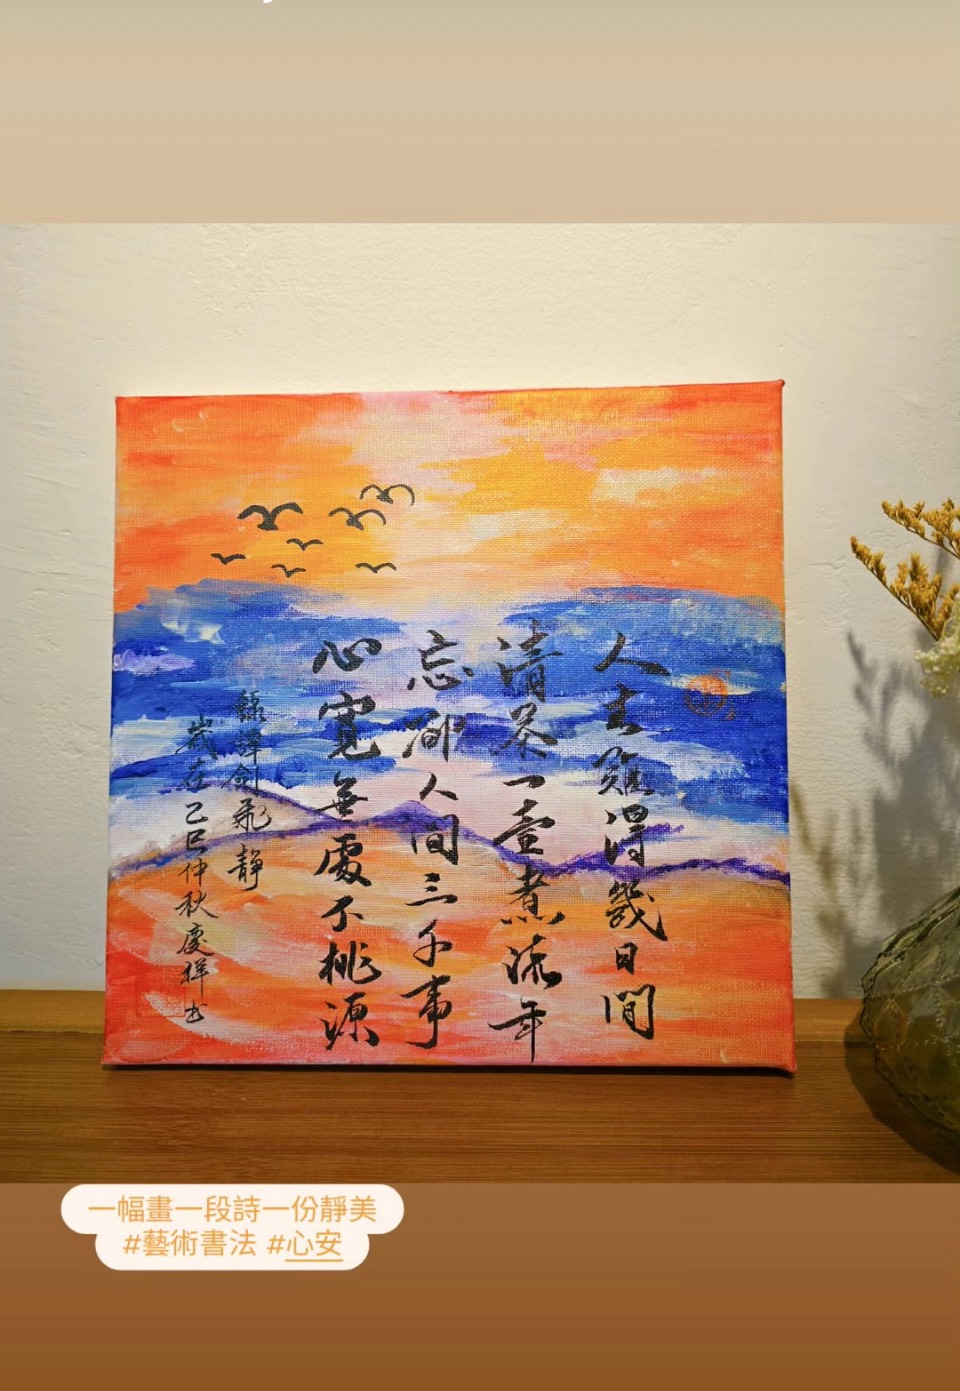 人生難得幾日閒
清茶一壺煮流年
忘卻人間三千事
心寬無處不桃源
錄譚劍飛 靜
歲在乙巳仲秋慶祥书
一幅畫一段詩一份靜美
#藝術書法 #心安